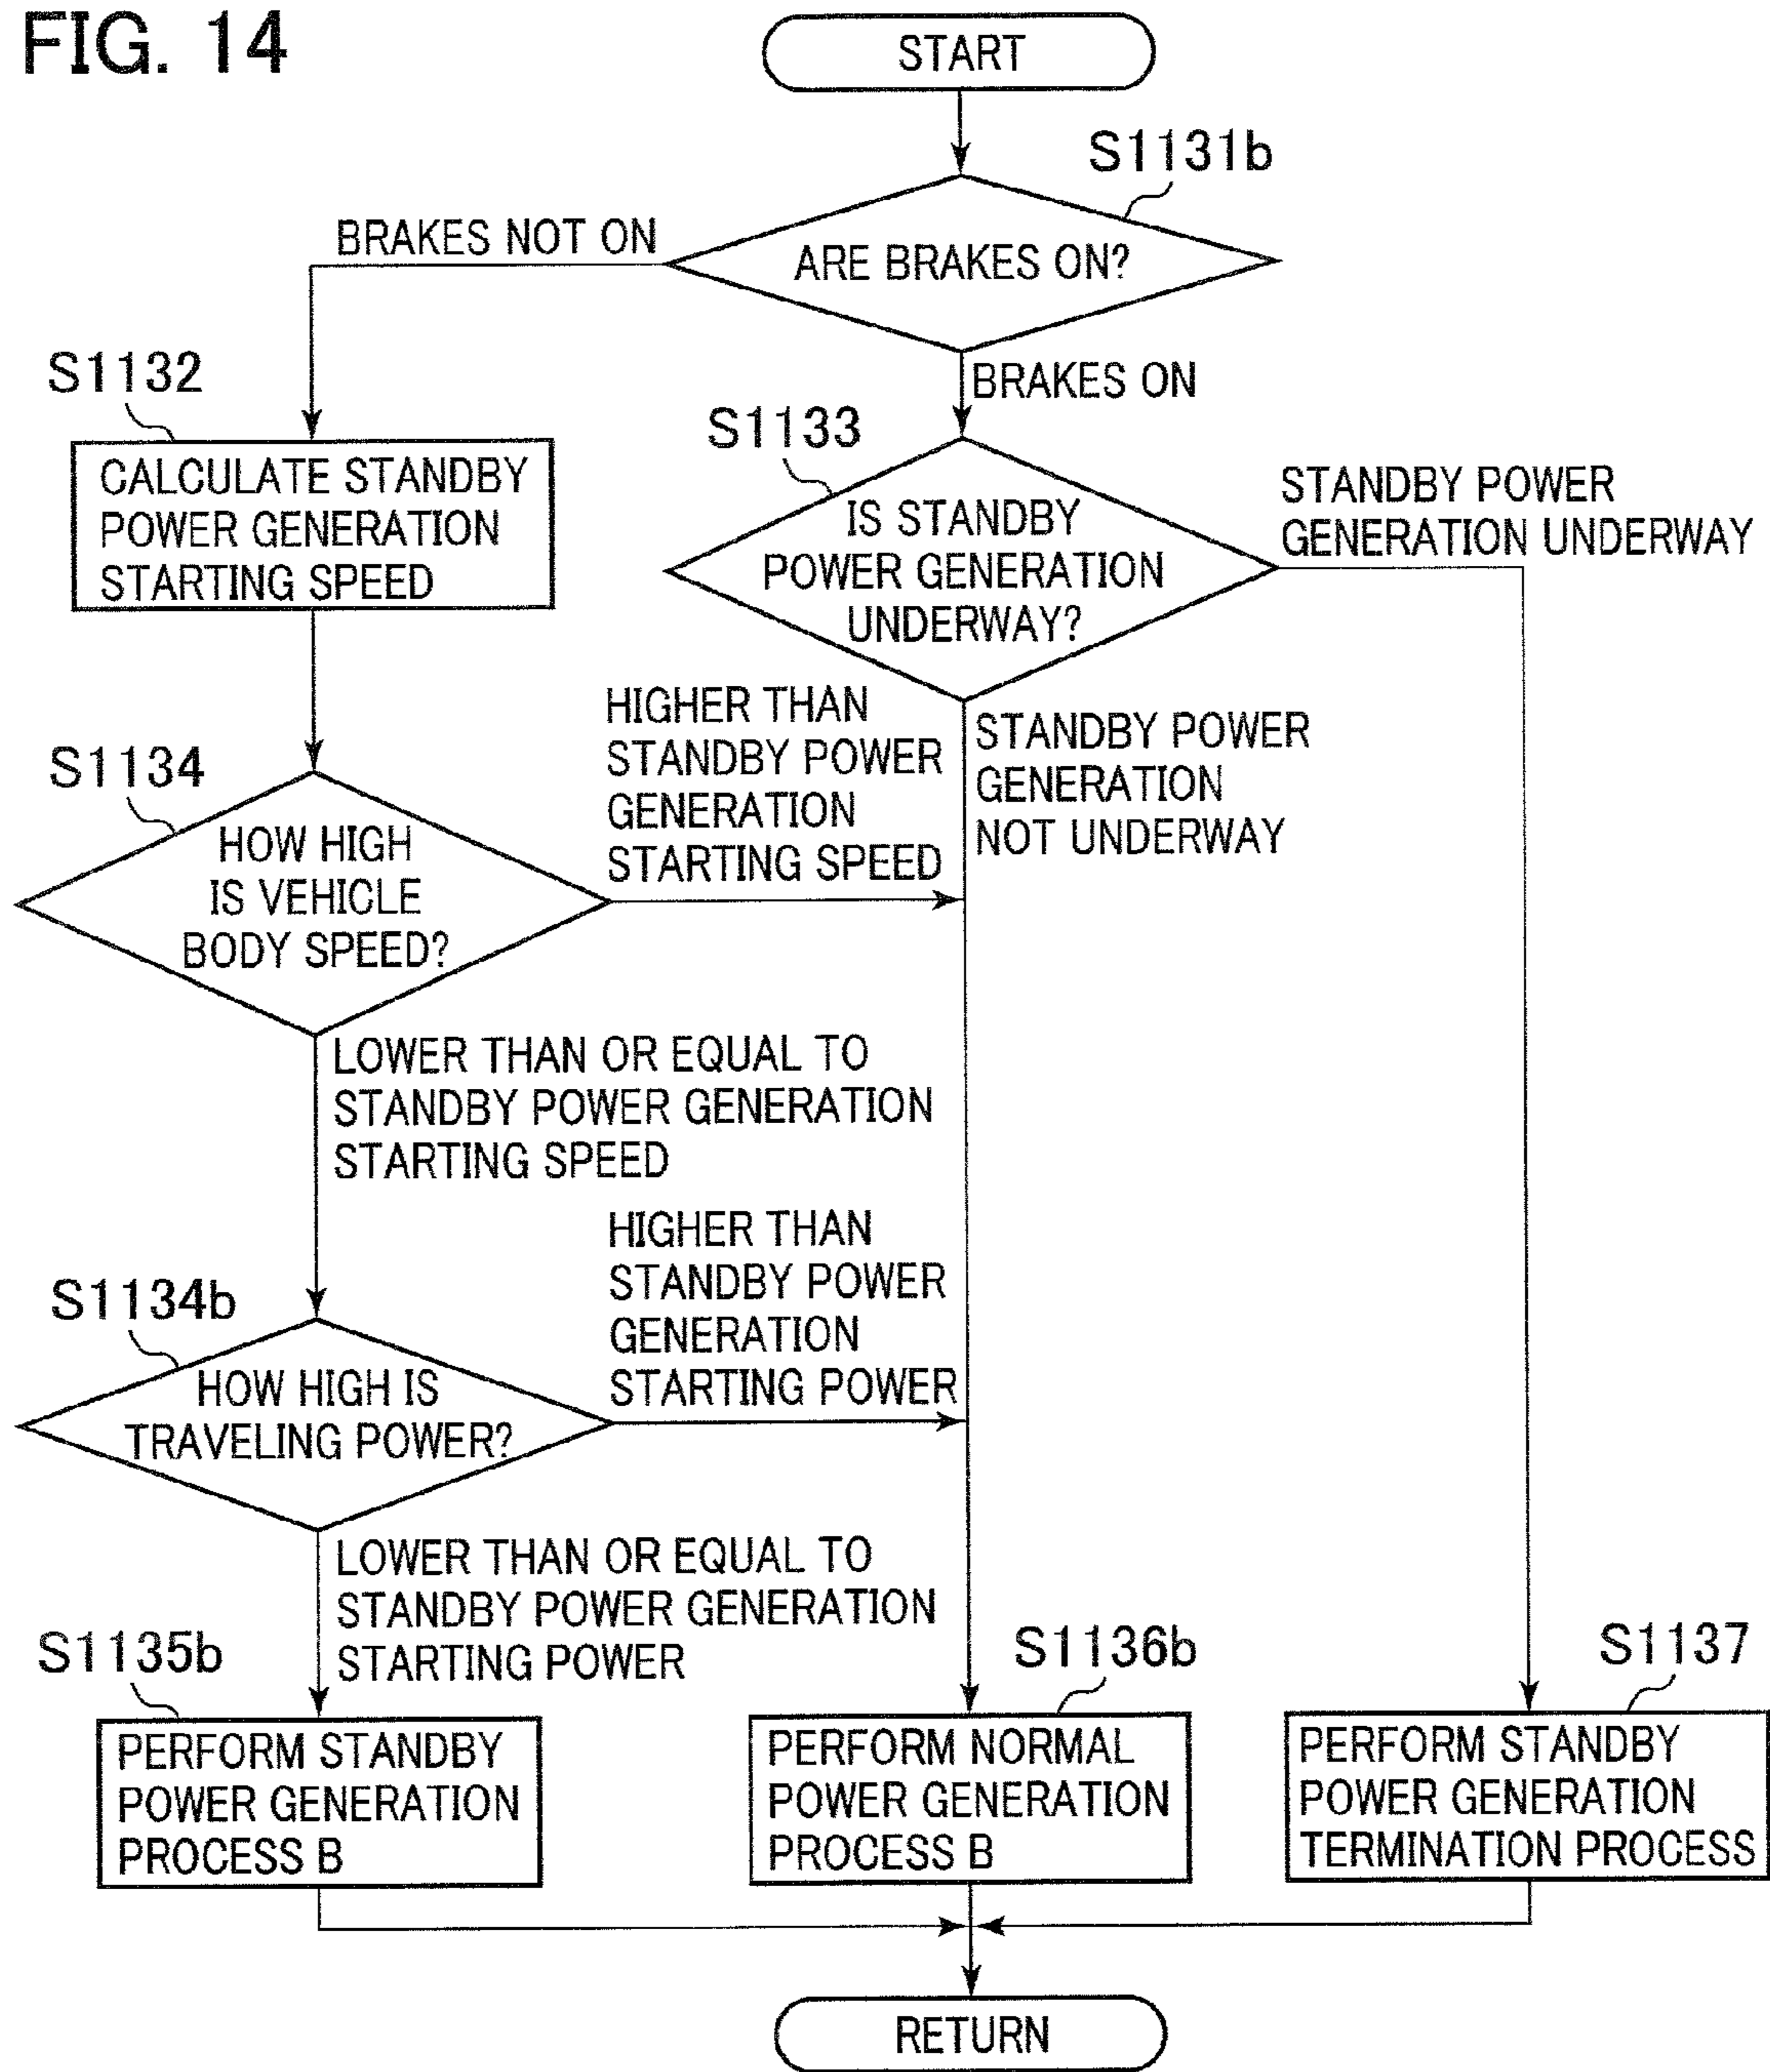 FIG. 14
START
S1131b
BRAKES NOT ON
ARE BRAKES ON?
BRAKES ON
S1132
CALCULATE STANDBY
POWER GENERATION
STARTING SPEED
S1133
IS STANDBY
POWER GENERATION
UNDERWAY?
STANDBY POWER
GENERATION UNDERWAY
HIGHER THAN
STANDBY POWER
GENERATION
STARTING SPEED
STANDBY POWER
GENERATION
NOT UNDERWAY
S1134
HOW HIGH
IS VEHICLE
BODY SPEED?
LOWER THAN OR EQUAL TO
STANDBY POWER GENERATION
STARTING SPEED
HIGHER THAN
STANDBY POWER
GENERATION
STARTING POWER
S1134b
HOW HIGH IS
TRAVELING POWER?
LOWER THAN OR EQUAL TO
STANDBY POWER GENERATION
STARTING POWER
S1135b
PERFORM STANDBY
POWER GENERATION
PROCESS B
S1136b
PERFORM NORMAL
POWER GENERATION
PROCESS B
S1137
PERFORM STANDBY
POWER GENERATION
TERMINATION PROCESS
RETURN